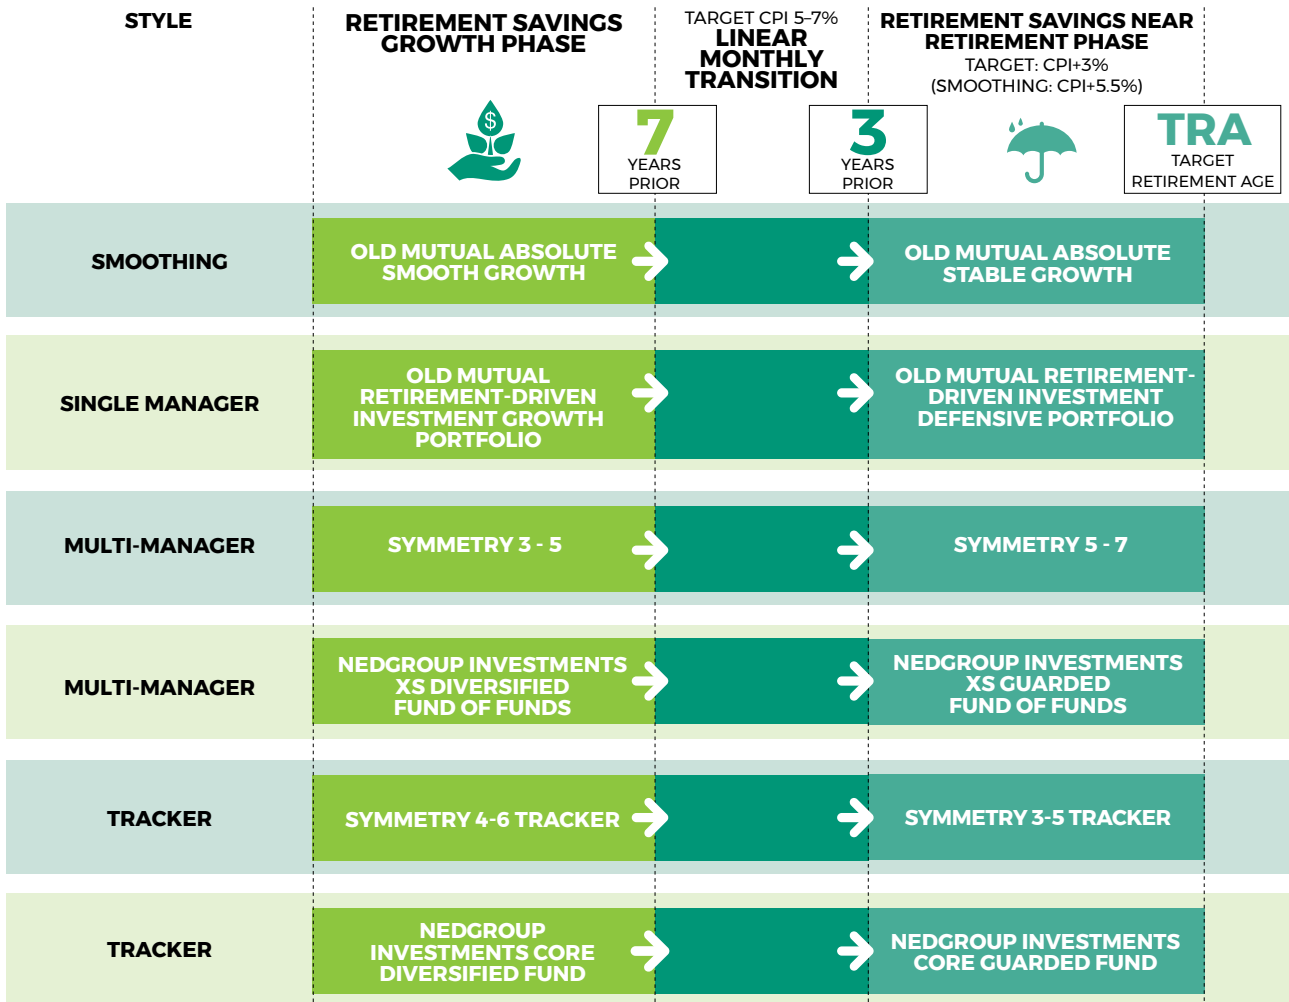 STYLE
RETIREMENT SAVINGS
GROWTH PHASE
TARGET CPI 5–7%
LINEAR
MONTHLY
TRANSITION
RETIREMENT SAVINGS NEAR
RETIREMENT PHASE
TARGET: CPI+3%
(SMOOTHING: CPI+5.5%)
$
7
YEARS
PRIOR
3
YEARS
PRIOR
TRA
TARGET
RETIREMENT AGE
SMOOTHING
OLD MUTUAL ABSOLUTE
SMOOTH GROWTH
OLD MUTUAL ABSOLUTE
STABLE GROWTH
SINGLE MANAGER
OLD MUTUAL
RETIREMENT-DRIVEN
INVESTMENT GROWTH
PORTFOLIO
OLD MUTUAL RETIREMENT-
DRIVEN INVESTMENT
DEFENSIVE PORTFOLIO
MULTI-MANAGER
SYMMETRY 3 - 5
SYMMETRY 5 - 7
MULTI-MANAGER
NEDGROUP INVESTMENTS
XS DIVERSIFIED
FUND OF FUNDS
NEDGROUP INVESTMENTS
XS GUARDED
FUND OF FUNDS
TRACKER
SYMMETRY 4-6 TRACKER
SYMMETRY 3-5 TRACKER
TRACKER
NEDGROUP
INVESTMENTS CORE
DIVERSIFIED FUND
NEDGROUP INVESTMENTS
CORE GUARDED FUND